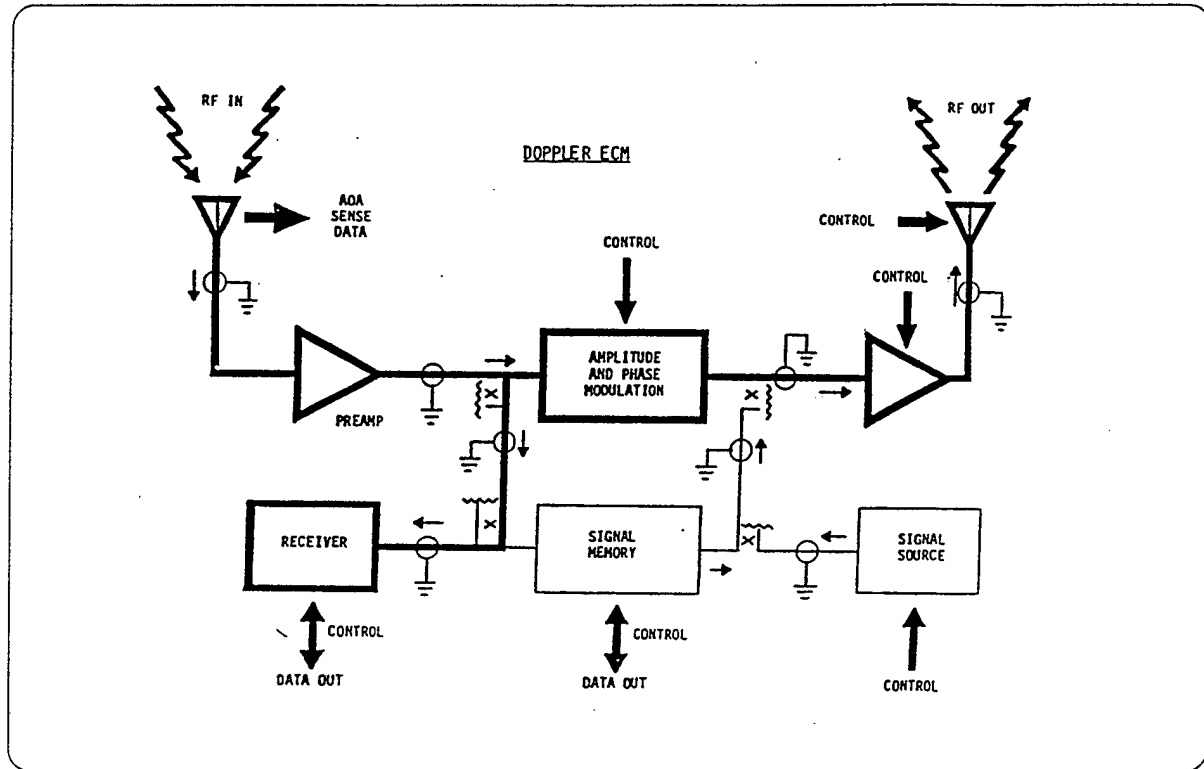 RF IN
RF OUT
DOPPLER ECM
AOA
SENSE
DATA
CONTROL
CONTROL
CONTROL
AMPLITUDE
AND PHASE
MODULATION
PREAMP
X
X
X
X
RECEIVER
SIGNAL
MEMORY
SIGNAL
SOURCE
CONTROL
DATA OUT
CONTROL
DATA OUT
CONTROL